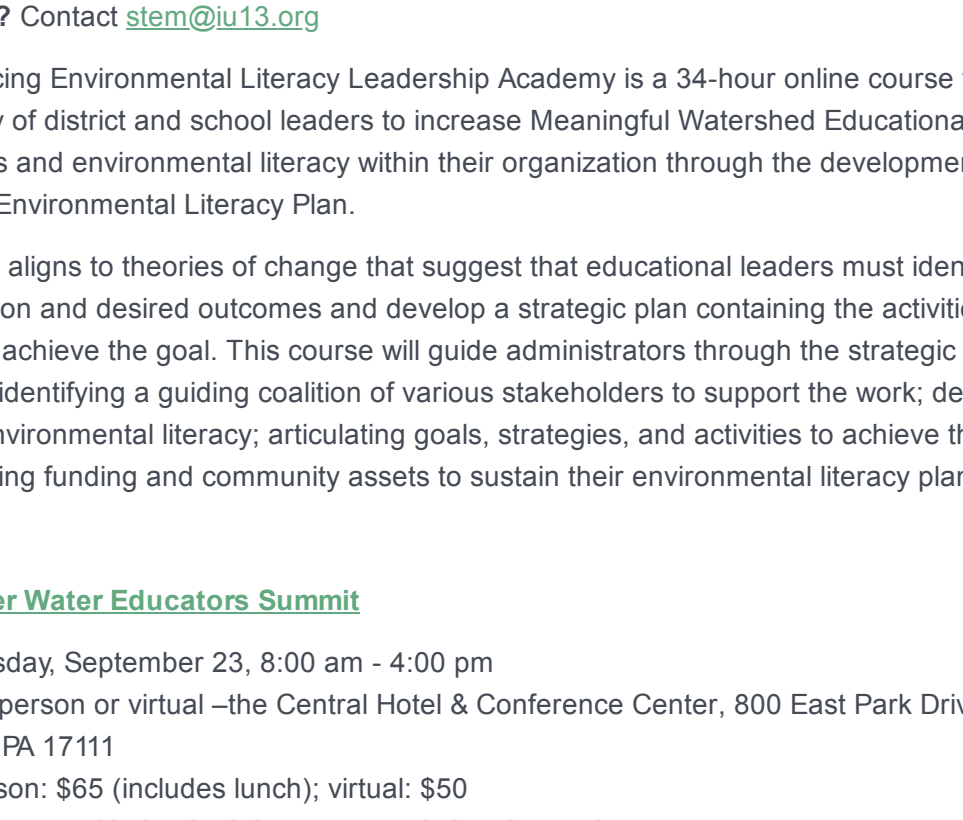 ? Contact stem@iu13.org
cing Environmental Literacy Leadership Academy is a 34-hour online course
of district and school leaders to increase Meaningful Watershed Educationa
s and environmental literacy within their organization through the developmen
Environmental Literacy Plan.
aligns to theories of change that suggest that educational leaders must iden
on and desired outcomes and develop a strategic plan containing the activitie
achieve the goal. This course will guide administrators through the strategic
identifying a guiding coalition of various stakeholders to support the work; de
nvironmental literacy; articulating goals, strategies, and activities to achieve th
ing funding and community assets to sustain their environmental literacy plan
er Water Educators Summit
sday, September 23, 8:00 am - 4:00 pm
person or virtual –the Central Hotel & Conference Center, 800 East Park Driv
PA 17111
son: $65 (includes lunch); virtual: $50